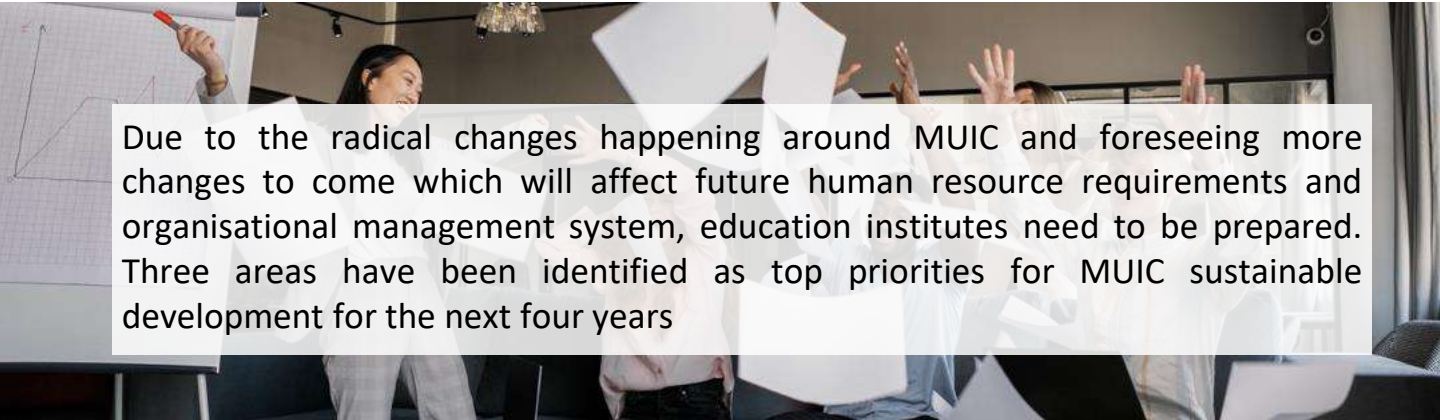 Due to the radical changes happening around MUIC and foreseeing more
changes to come which will affect future human resource requirements and
organisational management system, education institutes need to be prepared.
Three areas have been identified as top priorities for MUIC sustainable
development for the next four years